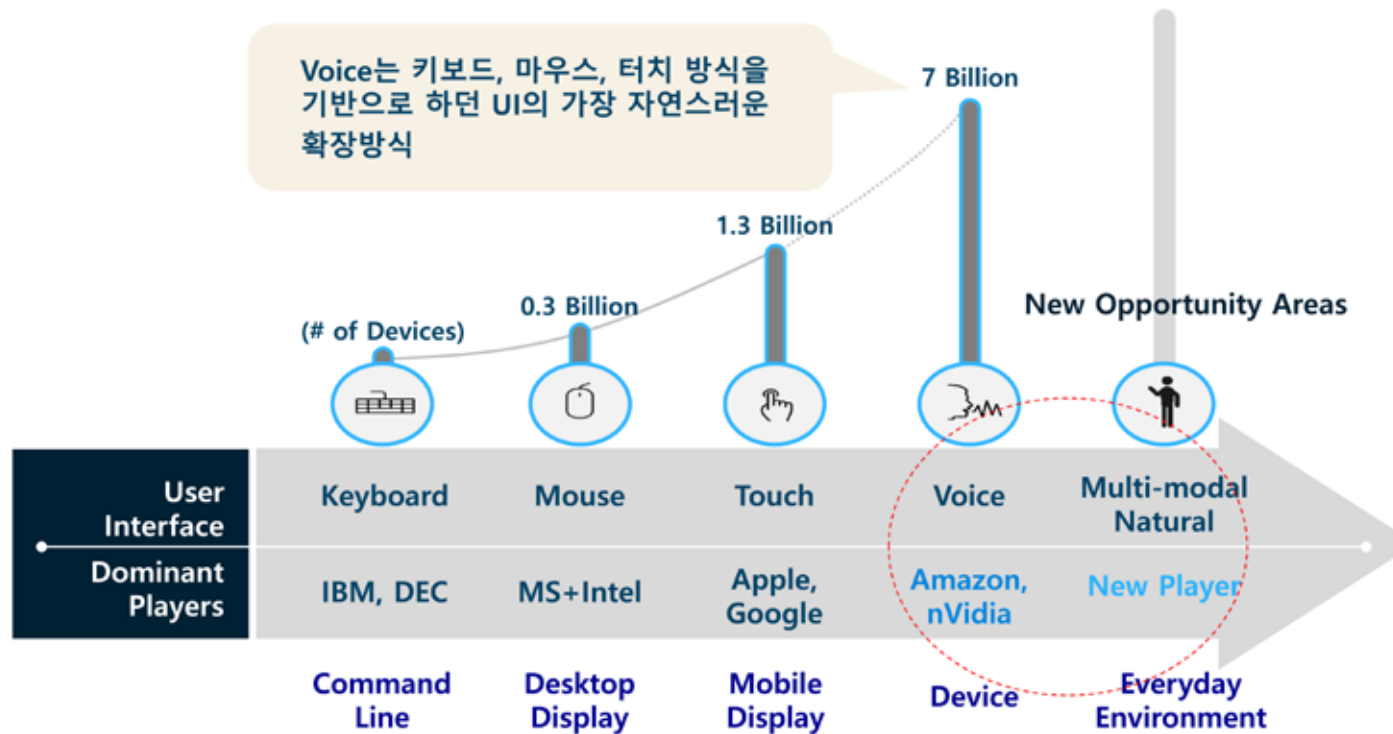 Voice는 키보드, 마우스, 터치 방식을
기반으로 하던 UI의 가장 자연스러운
확장방식
7 Billion
1.3 Billion
0.3 Billion
(# of Devices)
New Opportunity Areas
User
Interface
Keyboard
Mouse
Touch
Voice
Multi-modal
Natural
Dominant
Players
IBM, DEC
MS+Intel
Apple,
Google
Amazon,
nVidia
New Player
Command
Line
Desktop
Display
Mobile
Display
Device
Everyday
Environment